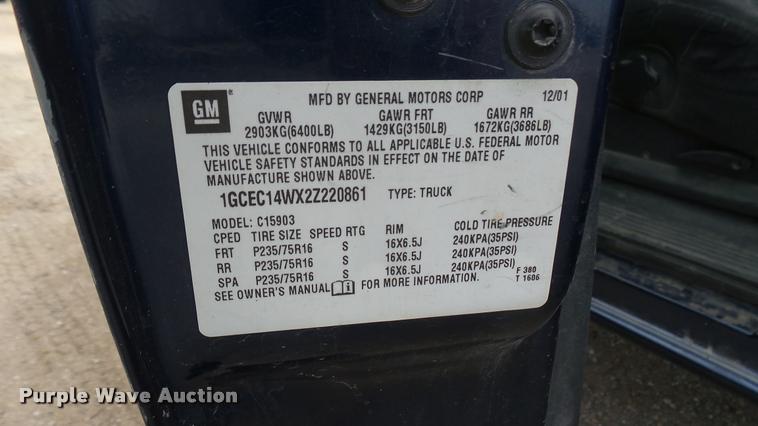 GM ®
MFD BY GENERAL MOTORS CORP 12/01
GVWR GAWR FRT GAWR RR
2903KG(6400LB) 1429KG(3150LB) 1672KG(3686LB)
THIS VEHICLE CONFORMS TO ALL APPLICABLE U.S. FEDERAL MOTOR
VEHICLE SAFETY STANDARDS IN EFFECT ON THE DATE OF
MANUFACTURE SHOWN ABOVE.
1GCEC14WX2Z220861 TYPE: TRUCK
MODEL: C15903
CPED TIRE SIZE SPEED RTG RIM COLD TIRE PRESSURE
FRT P235/75R16 S 16X6.5J 240KPA(35PSI)
RR P235/75R16 S 16X6.5J 240KPA(35PSI)
SPA P235/75R16 S 16X6.5J 240KPA(35PSI)
SEE OWNER'S MANUAL FOR MORE INFORMATION.
F 380
T 1606
Purple Wave Auction